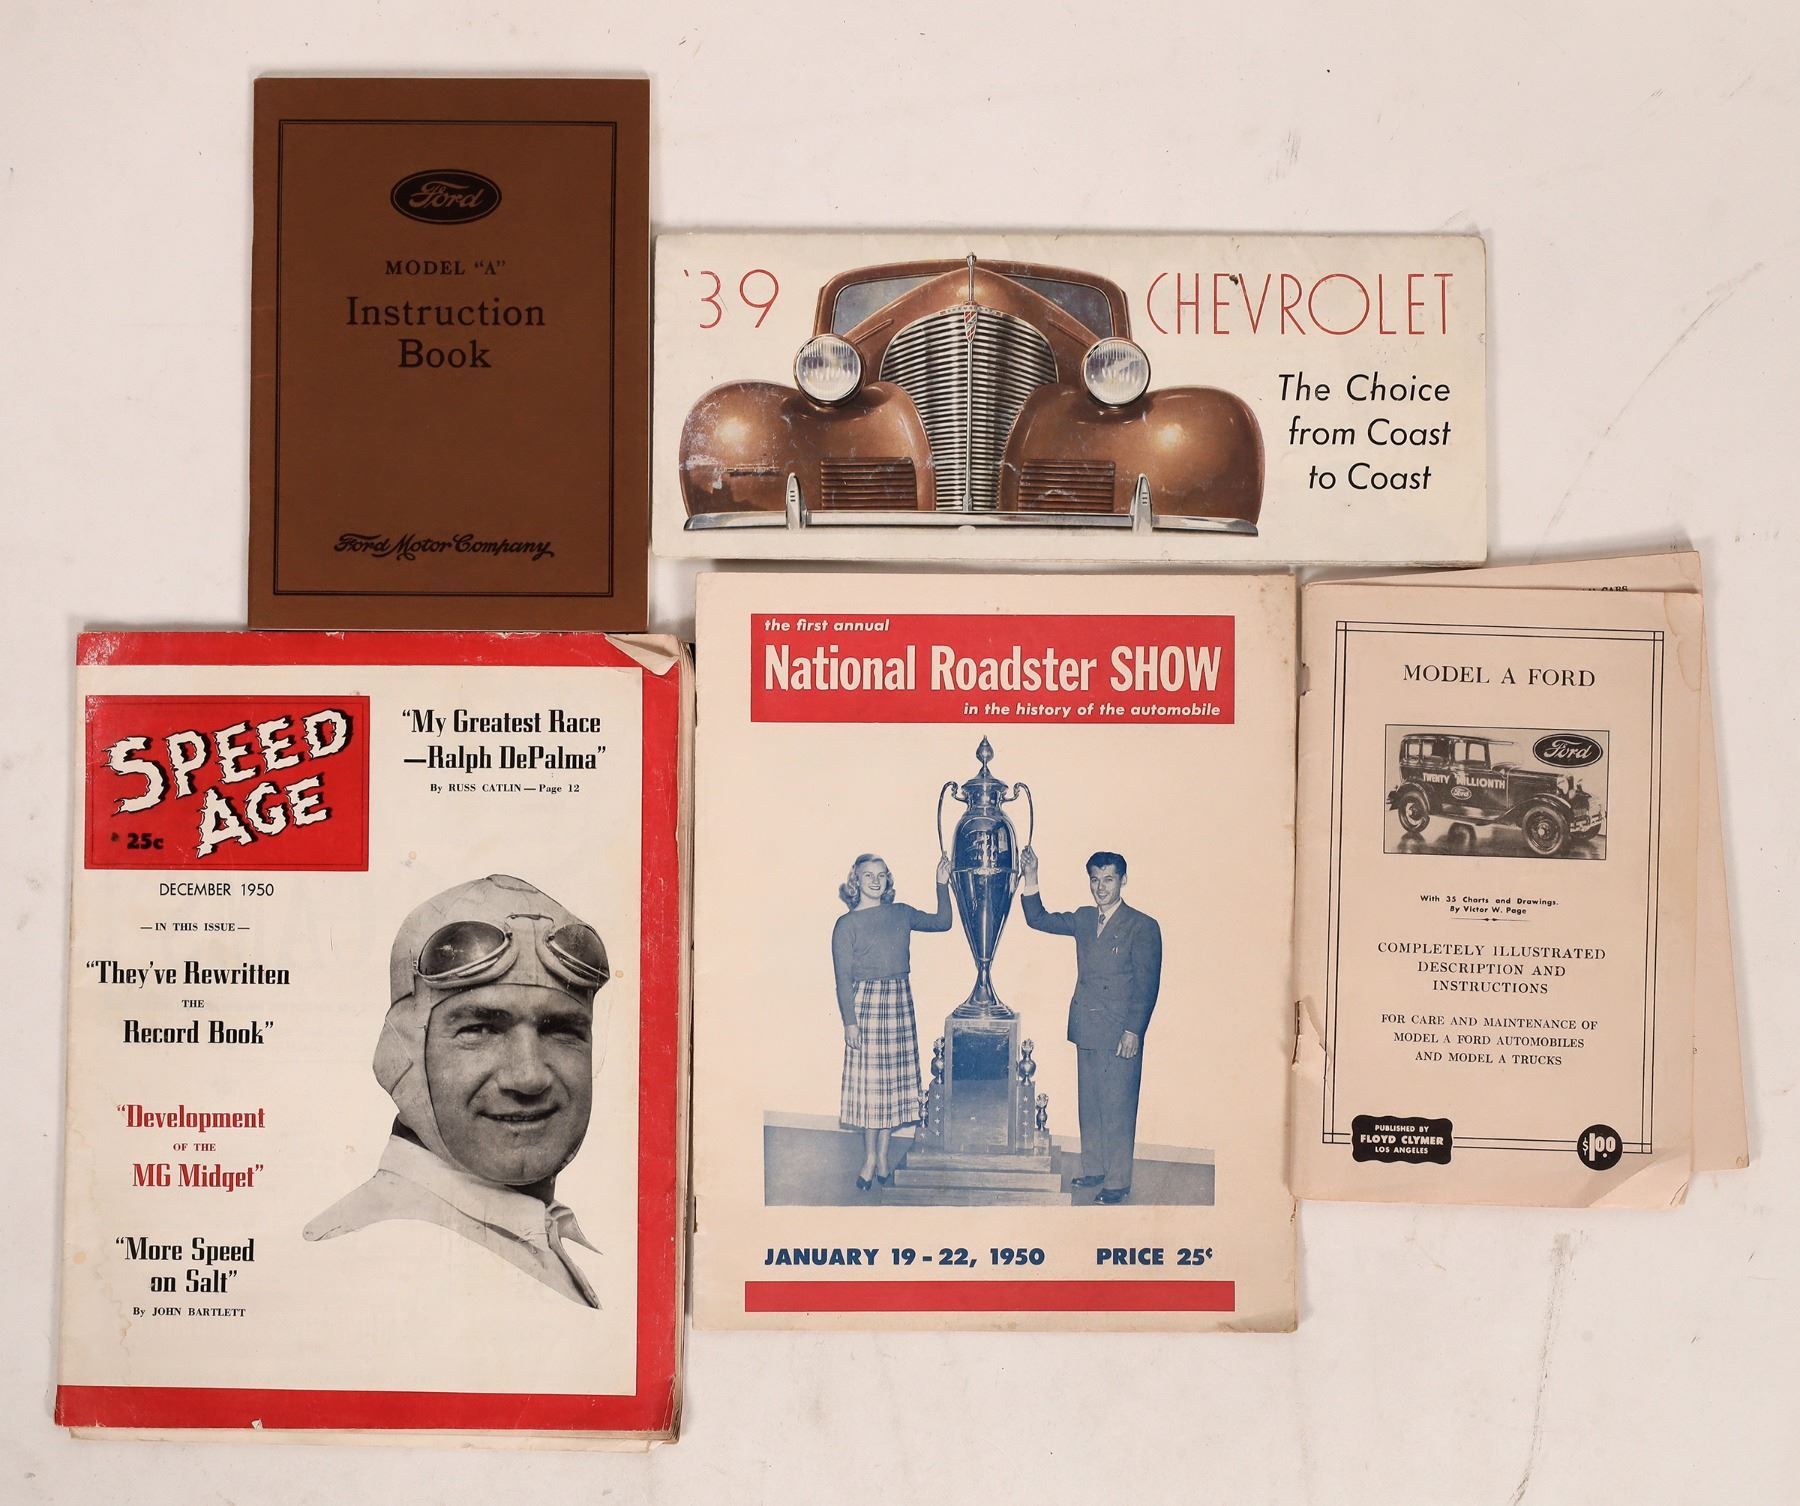 Ford
MODEL "A"
Instruction
Book
Ford Motor Company
'39 CHEVROLET
The Choice
from Coast
to Coast
SPEED
AGE
25c
DECEMBER 1950
—IN THIS ISSUE—
"They've Rewritten
THE
Record Book"
"Development
OF THE
MG Midget"
"More Speed
on Salt"
By JOHN BARTLETT
"My Greatest Race
—Ralph DePalma"
By RUSS CATLIN—Page 12
the first annual
National Roadster SHOW
in the history of the automobile
JANUARY 19-22, 1950 PRICE 25¢
CARS
MODEL A FORD
Ford
TWENTY MILLIONTH
Ford
With 35 Charts and Drawings.
By Victor W. Page
COMPLETELY ILLUSTRATED
DESCRIPTION AND
INSTRUCTIONS
FOR CARE AND MAINTENANCE OF
MODEL A FORD AUTOMOBILES
AND MODEL A TRUCKS
PUBLISHED BY
FLOYD CLYMER
LOS ANGELES
$1.00